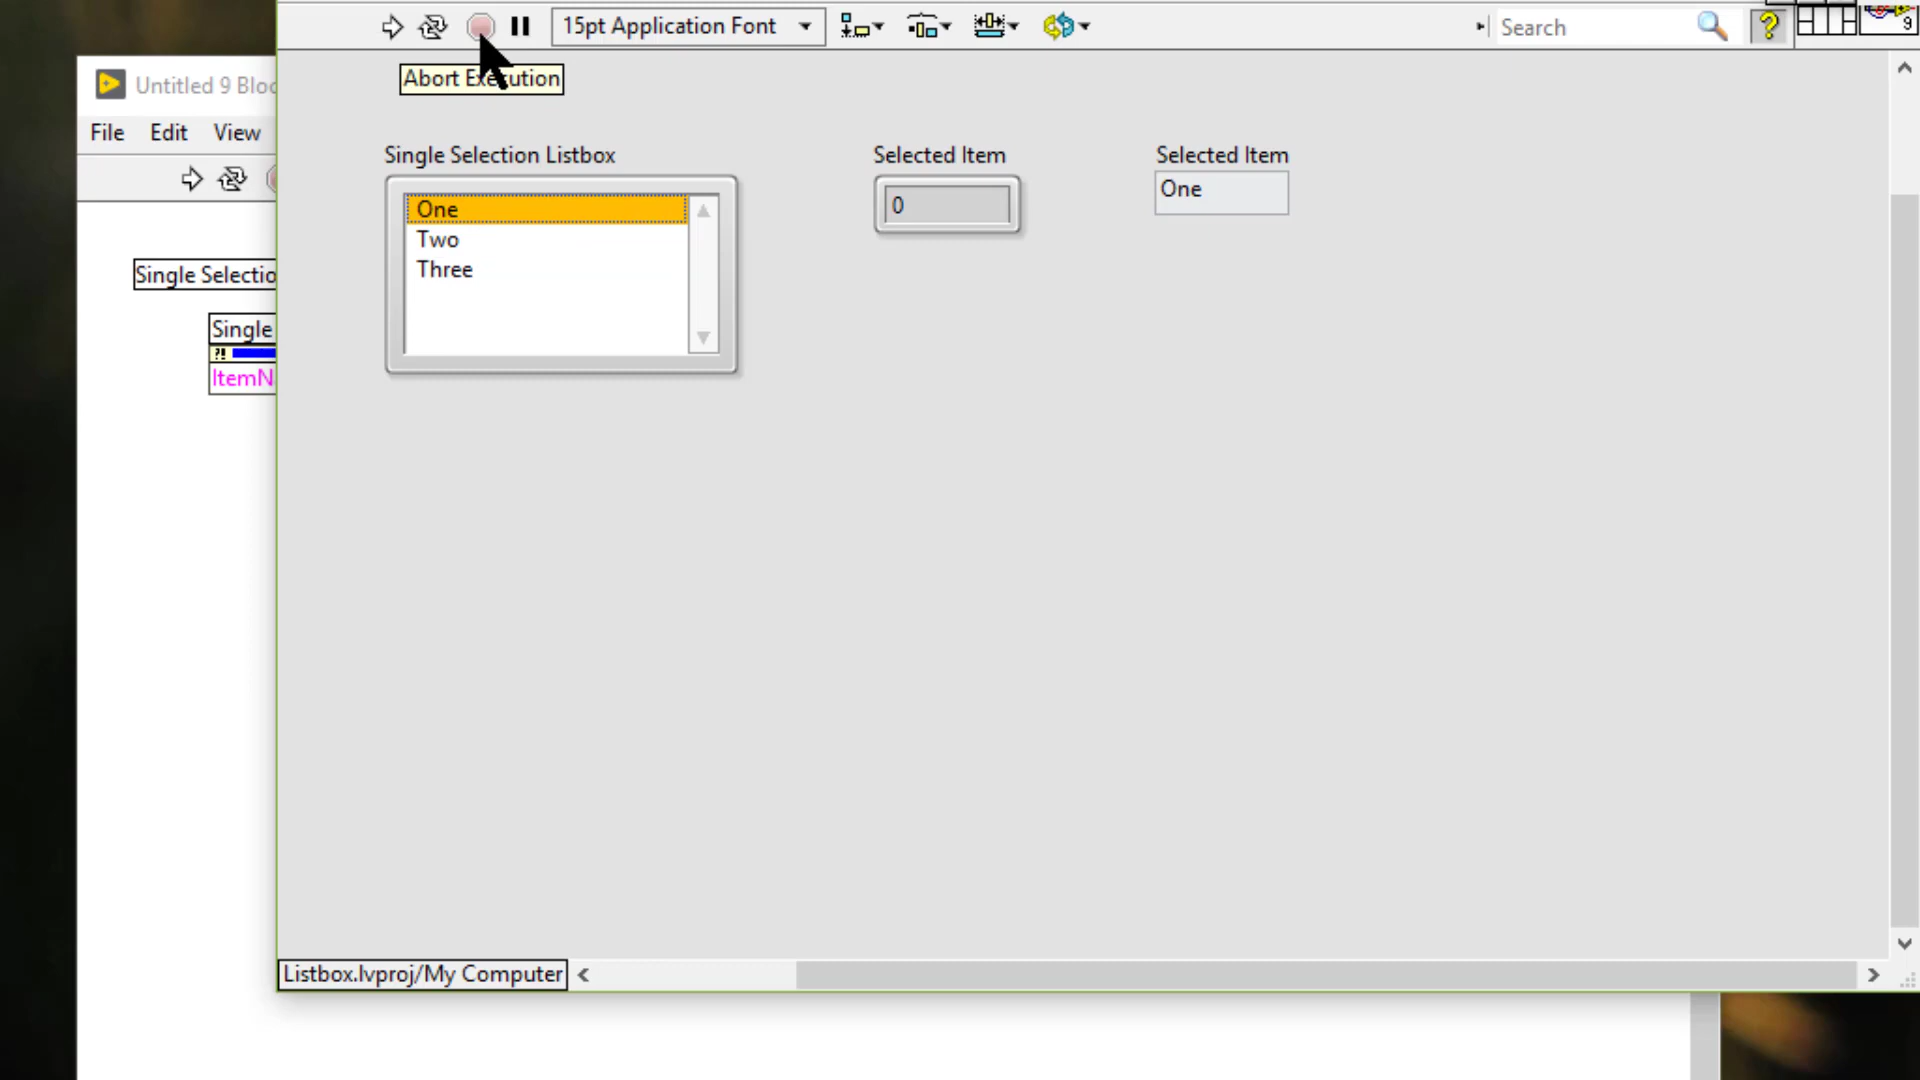 15pt Application Font
Search
9
Abort Execution
Untitled 9 Bloc
File Edit View
Single Selection Listbox
Selected Item
Selected Item
One
Two
Three
0
One
Single Selectio
Single
?!
ItemN
Listbox.lvproj/My Computer